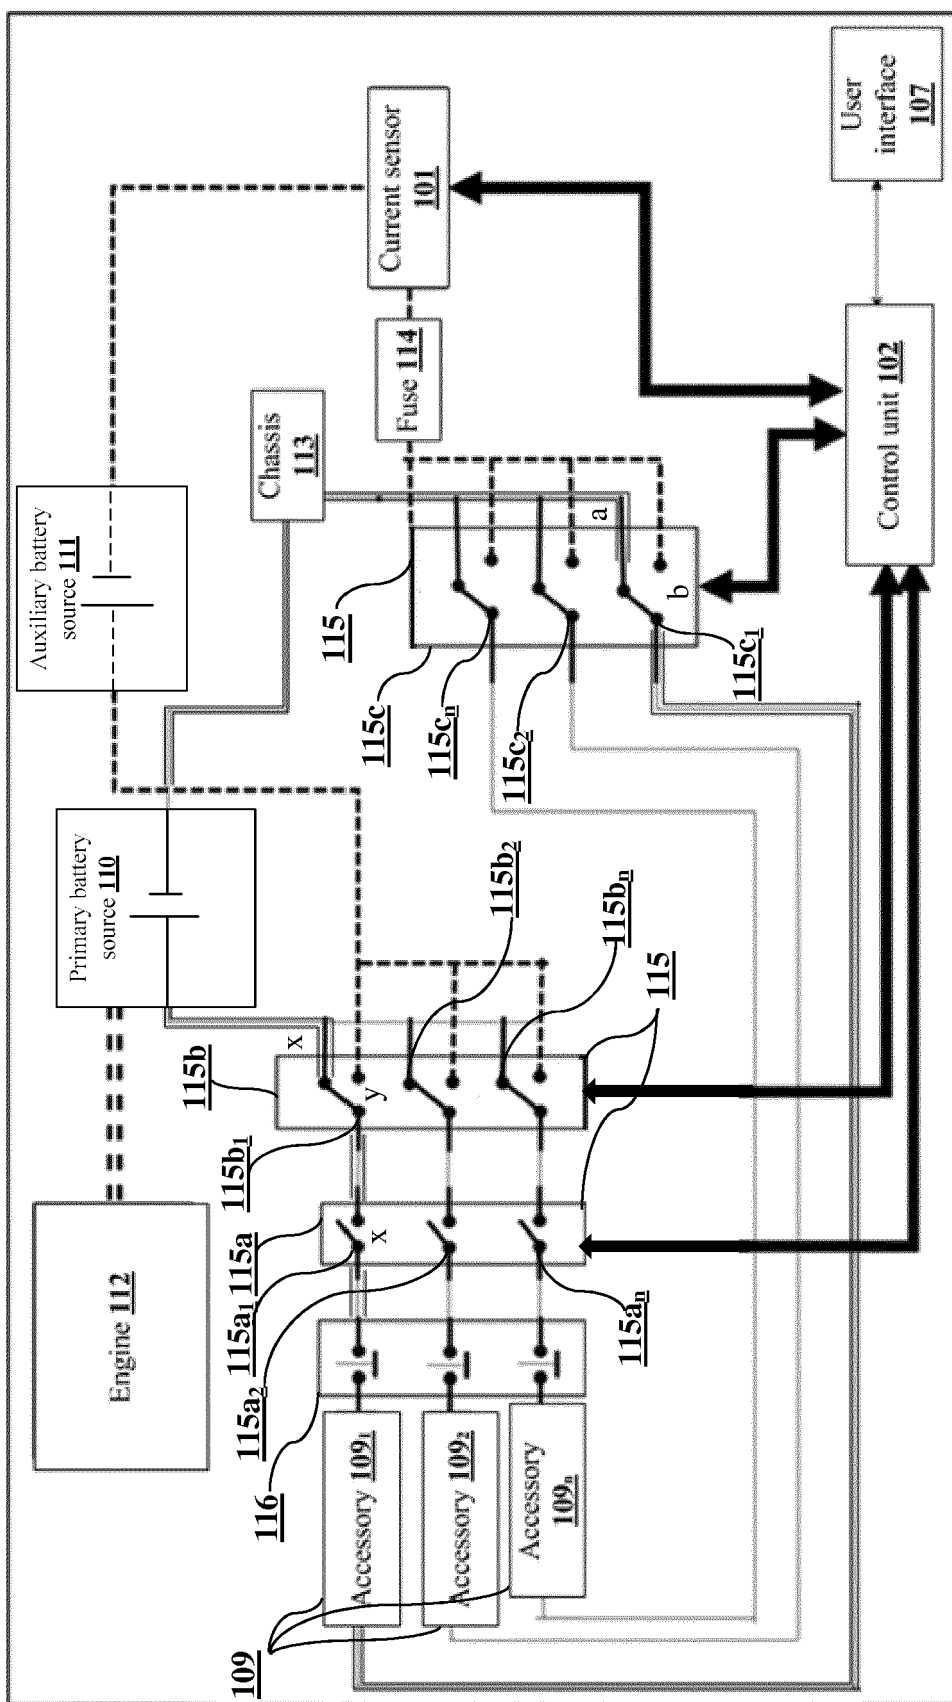 Engine 112
Primary battery
source 110
Auxiliary battery
source 111
Chassis
113
Current sensor
101
Fuse 114
User
interface
107
Control unit 102
115
115c
115cn
115c2
115c1
a
b
115b
x
y
115b1
115b2
115bn
115
115a
x
115a1
115a2
115an
116
109
Accessory 1091
Accessory 1092
Accessory
109n